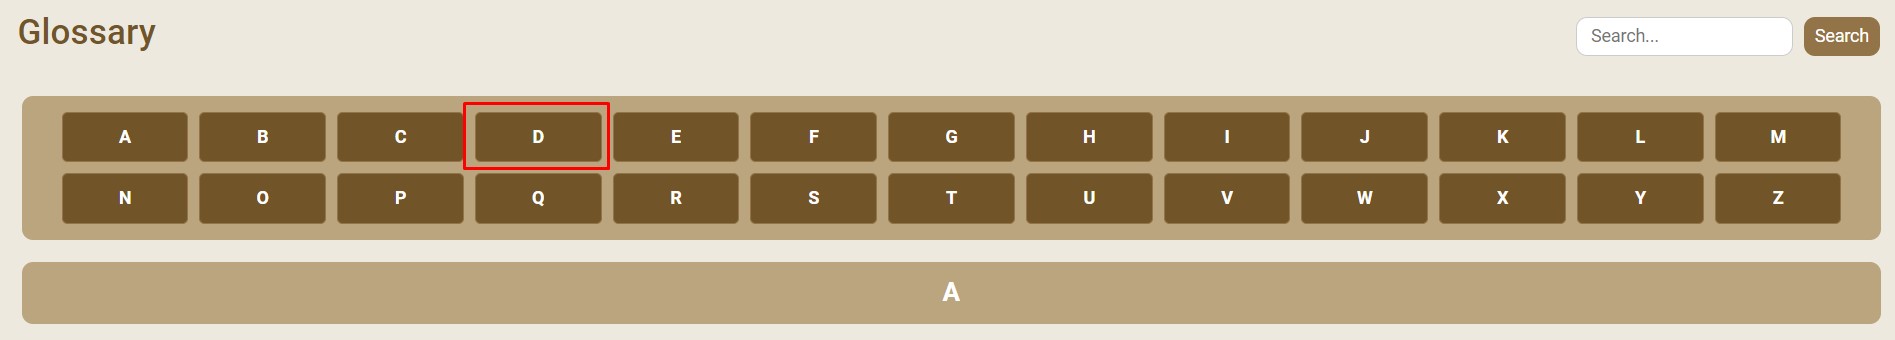 Glossary
Search... Search
A B C D E F G H I J K L M
N O P Q R S T U V W X Y Z
A